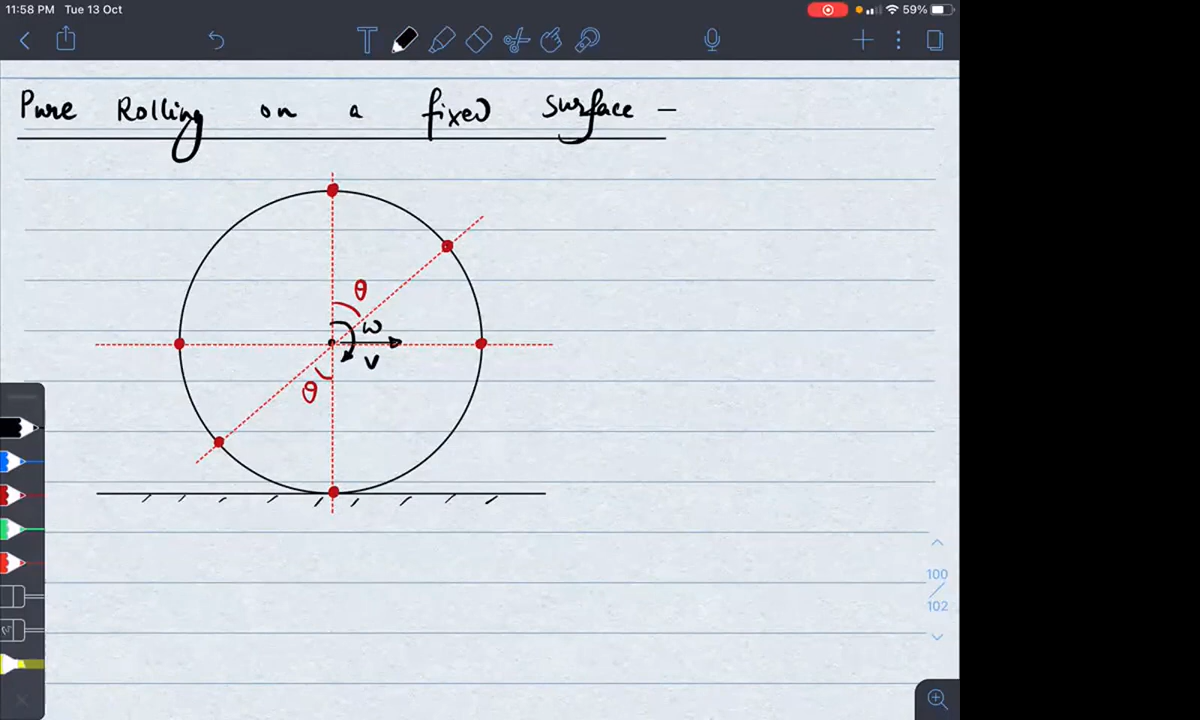 11:58 PM Tue 13 Oct 59%
T
Pure Rolling on a fixed surface -
θ
ω
v
θ
100
102